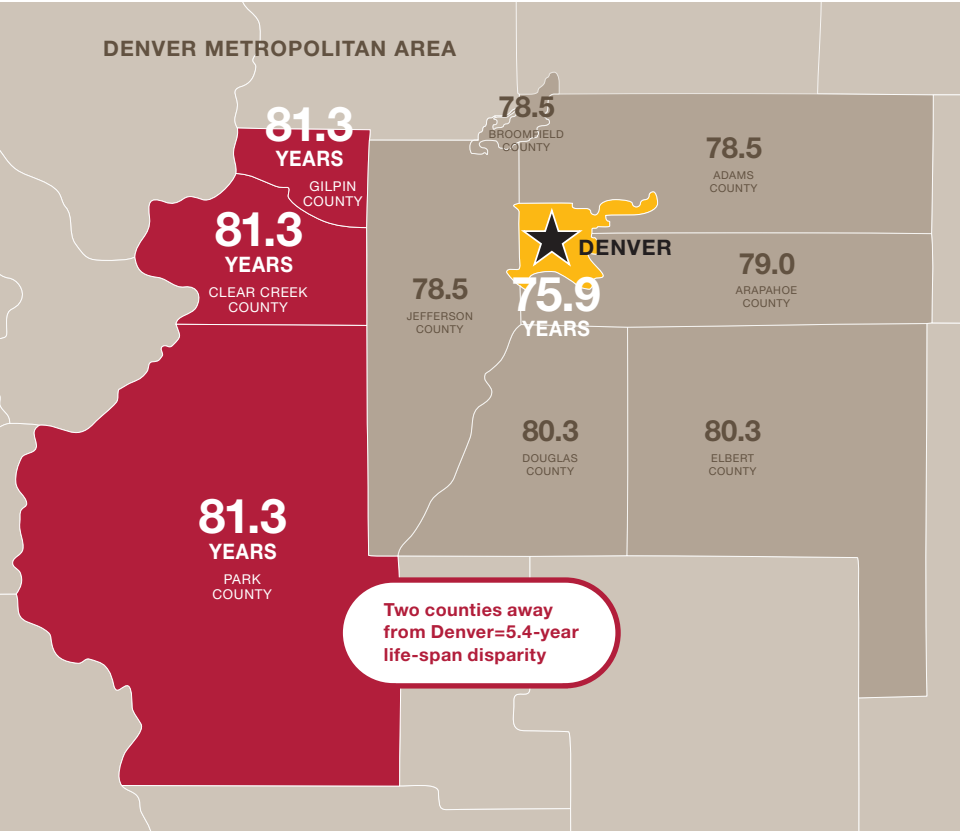 DENVER METROPOLITAN AREA
81.3
YEARS
GILPIN
COUNTY
81.3
YEARS
CLEAR CREEK
COUNTY
78.5
BROOMFIELD
COUNTY
78.5
ADAMS
COUNTY
DENVER
75.9
YEARS
79.0
ARAPAHOE
COUNTY
78.5
JEFFERSON
COUNTY
80.3
DOUGLAS
COUNTY
80.3
ELBERT
COUNTY
81.3
YEARS
PARK
COUNTY
Two counties away
from Denver=5.4-year
life-span disparity